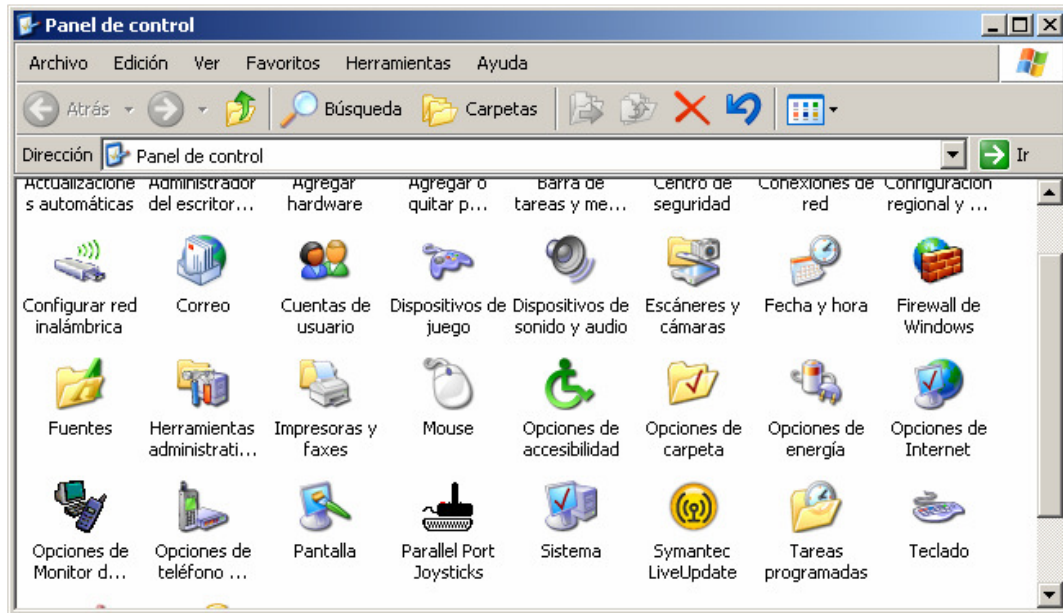 Panel de control
Archivo Edición Ver Favoritos Herramientas Ayuda
Atrás Búsqueda Carpetas
Dirección Panel de control Ir
Actualizacione Administrador Agregar Agregar o Barra de Centro de Conexiones de Configuración
s automáticas del escritor... hardware quitar p... tareas y me... seguridad red regional y ...
Configurar red Correo Cuentas de Dispositivos de Dispositivos de Escáneres y Fecha y hora Firewall de
inalámbrica usuario juego sonido y audio cámaras Windows
Fuentes Herramientas Impresoras y Mouse Opciones de Opciones de Opciones de Opciones de
administrati... faxes accesibilidad carpeta energía Internet
Opciones de Opciones de Pantalla Parallel Port Sistema Symantec Tareas Teclado
Monitor d... teléfono ... Joysticks LiveUpdate programadas